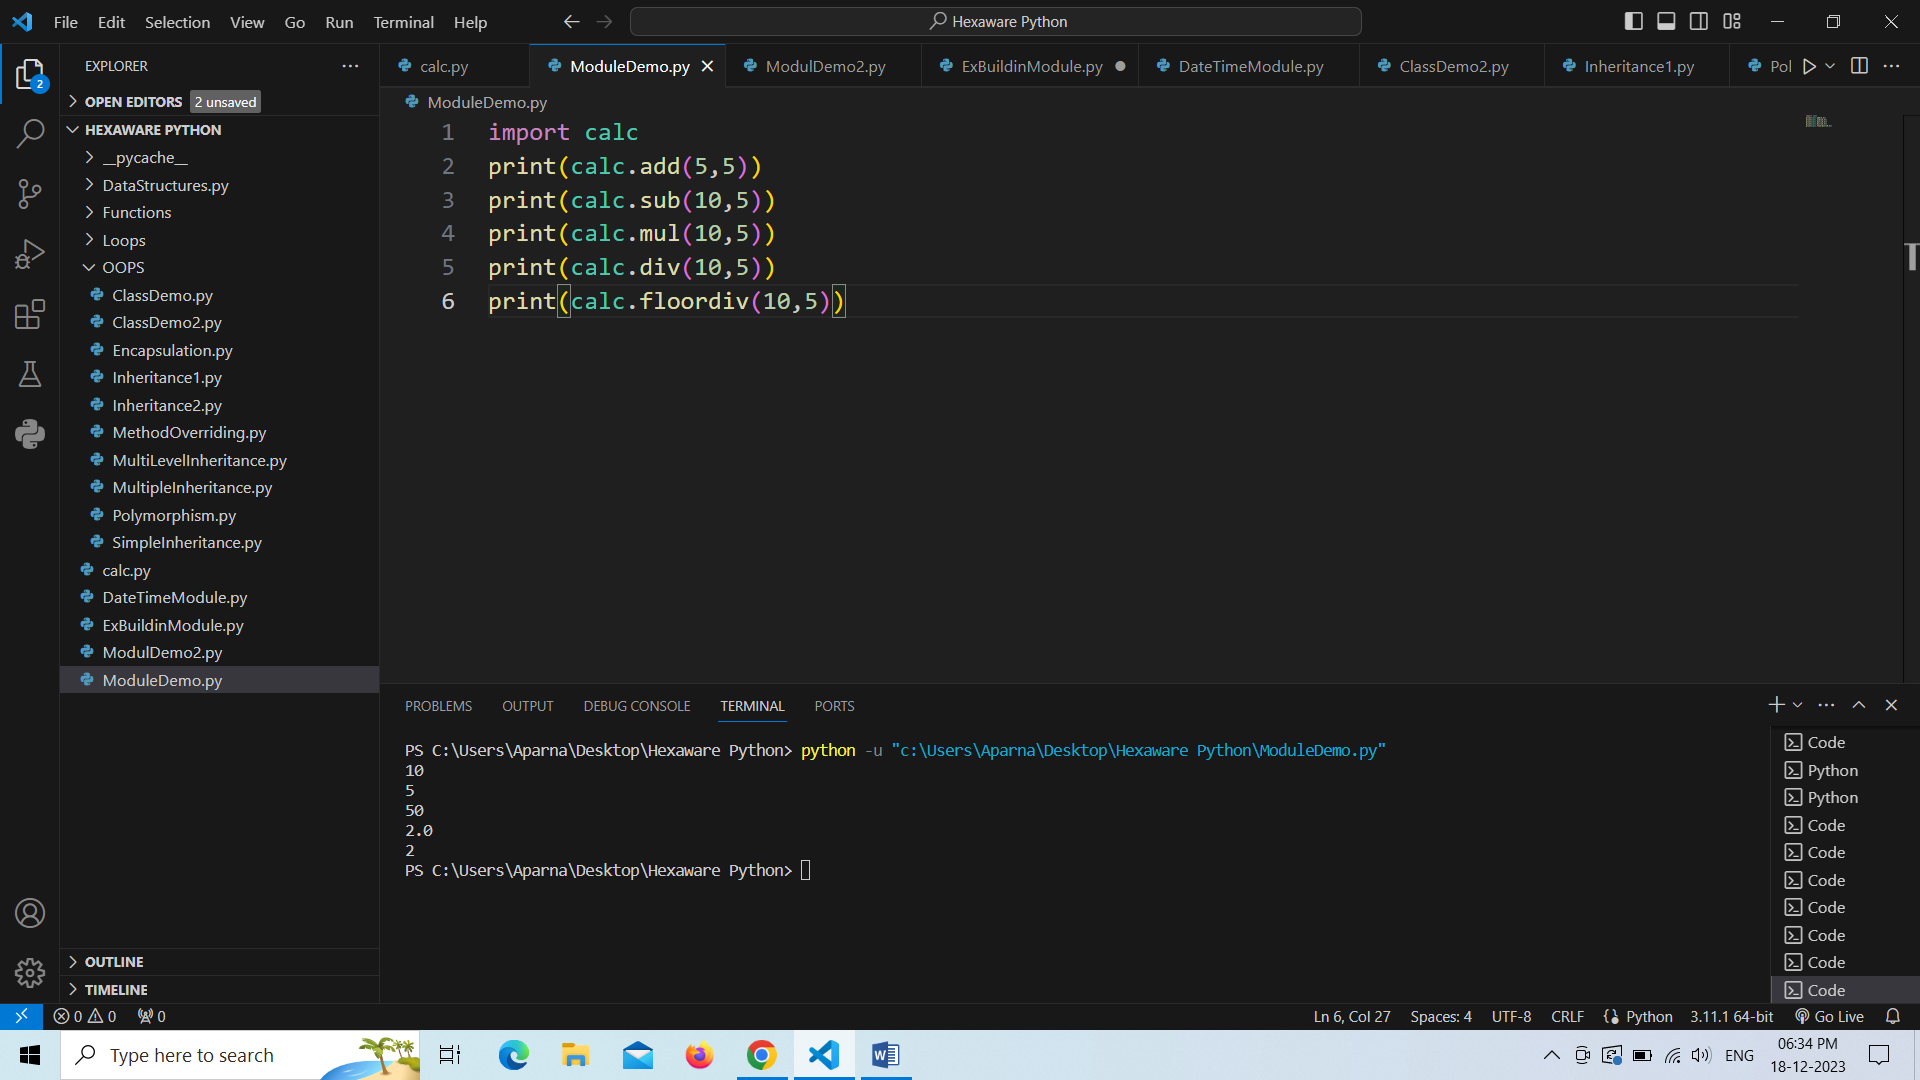 File Edit Selection View Go Run Terminal Help
Hexaware Python
EXPLORER
OPEN EDITORS 2 unsaved
HEXAWARE PYTHON
__pycache__
DataStructures.py
Functions
Loops
OOPS
ClassDemo.py
ClassDemo2.py
Encapsulation.py
Inheritance1.py
Inheritance2.py
MethodOverriding.py
MultiLevelInheritance.py
MultipleInheritance.py
Polymorphism.py
SimpleInheritance.py
calc.py
DateTimeModule.py
ExBuildinModule.py
ModulDemo2.py
ModuleDemo.py
OUTLINE
TIMELINE
2
calc.py ModuleDemo.py ModulDemo2.py ExBuildinModule.py DateTimeModule.py ClassDemo2.py Inheritance1.py Pol
ModuleDemo.py
1 import calc
2 print(calc.add(5,5))
3 print(calc.sub(10,5))
4 print(calc.mul(10,5))
5 print(calc.div(10,5))
6 print(calc.floordiv(10,5))
PROBLEMS OUTPUT DEBUG CONSOLE TERMINAL PORTS
PS C:\Users\Aparna\Desktop\Hexaware Python> python -u "c:\Users\Aparna\Desktop\Hexaware Python\ModuleDemo.py"
10
5
50
2.0
2
PS C:\Users\Aparna\Desktop\Hexaware Python>
Code
Python
Python
Code
Code
Code
Code
Code
Code
Code
0 0 0
Ln 6, Col 27 Spaces: 4 UTF-8 CRLF Python 3.11.1 64-bit Go Live
Type here to search
ENG
06:34 PM
18-12-2023